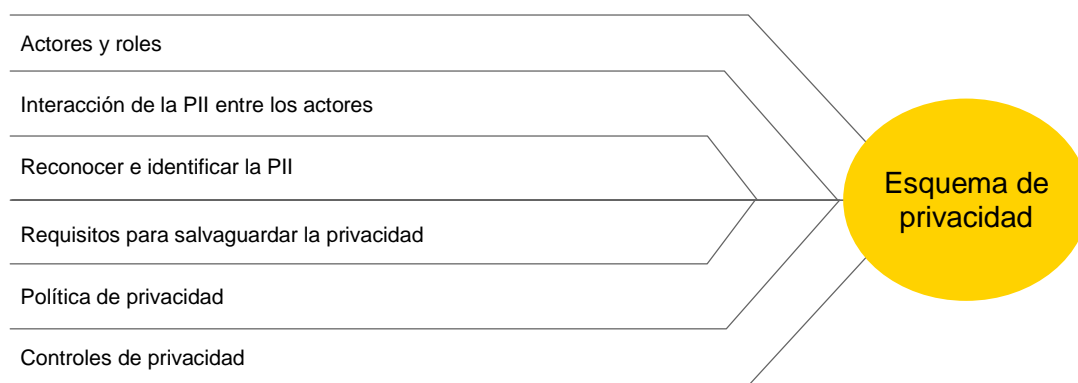 Actores y roles
Interacción de la PII entre los actores
Reconocer e identificar la PII
Requisitos para salvaguardar la privacidad
Política de privacidad
Controles de privacidad
Esquema de
privacidad